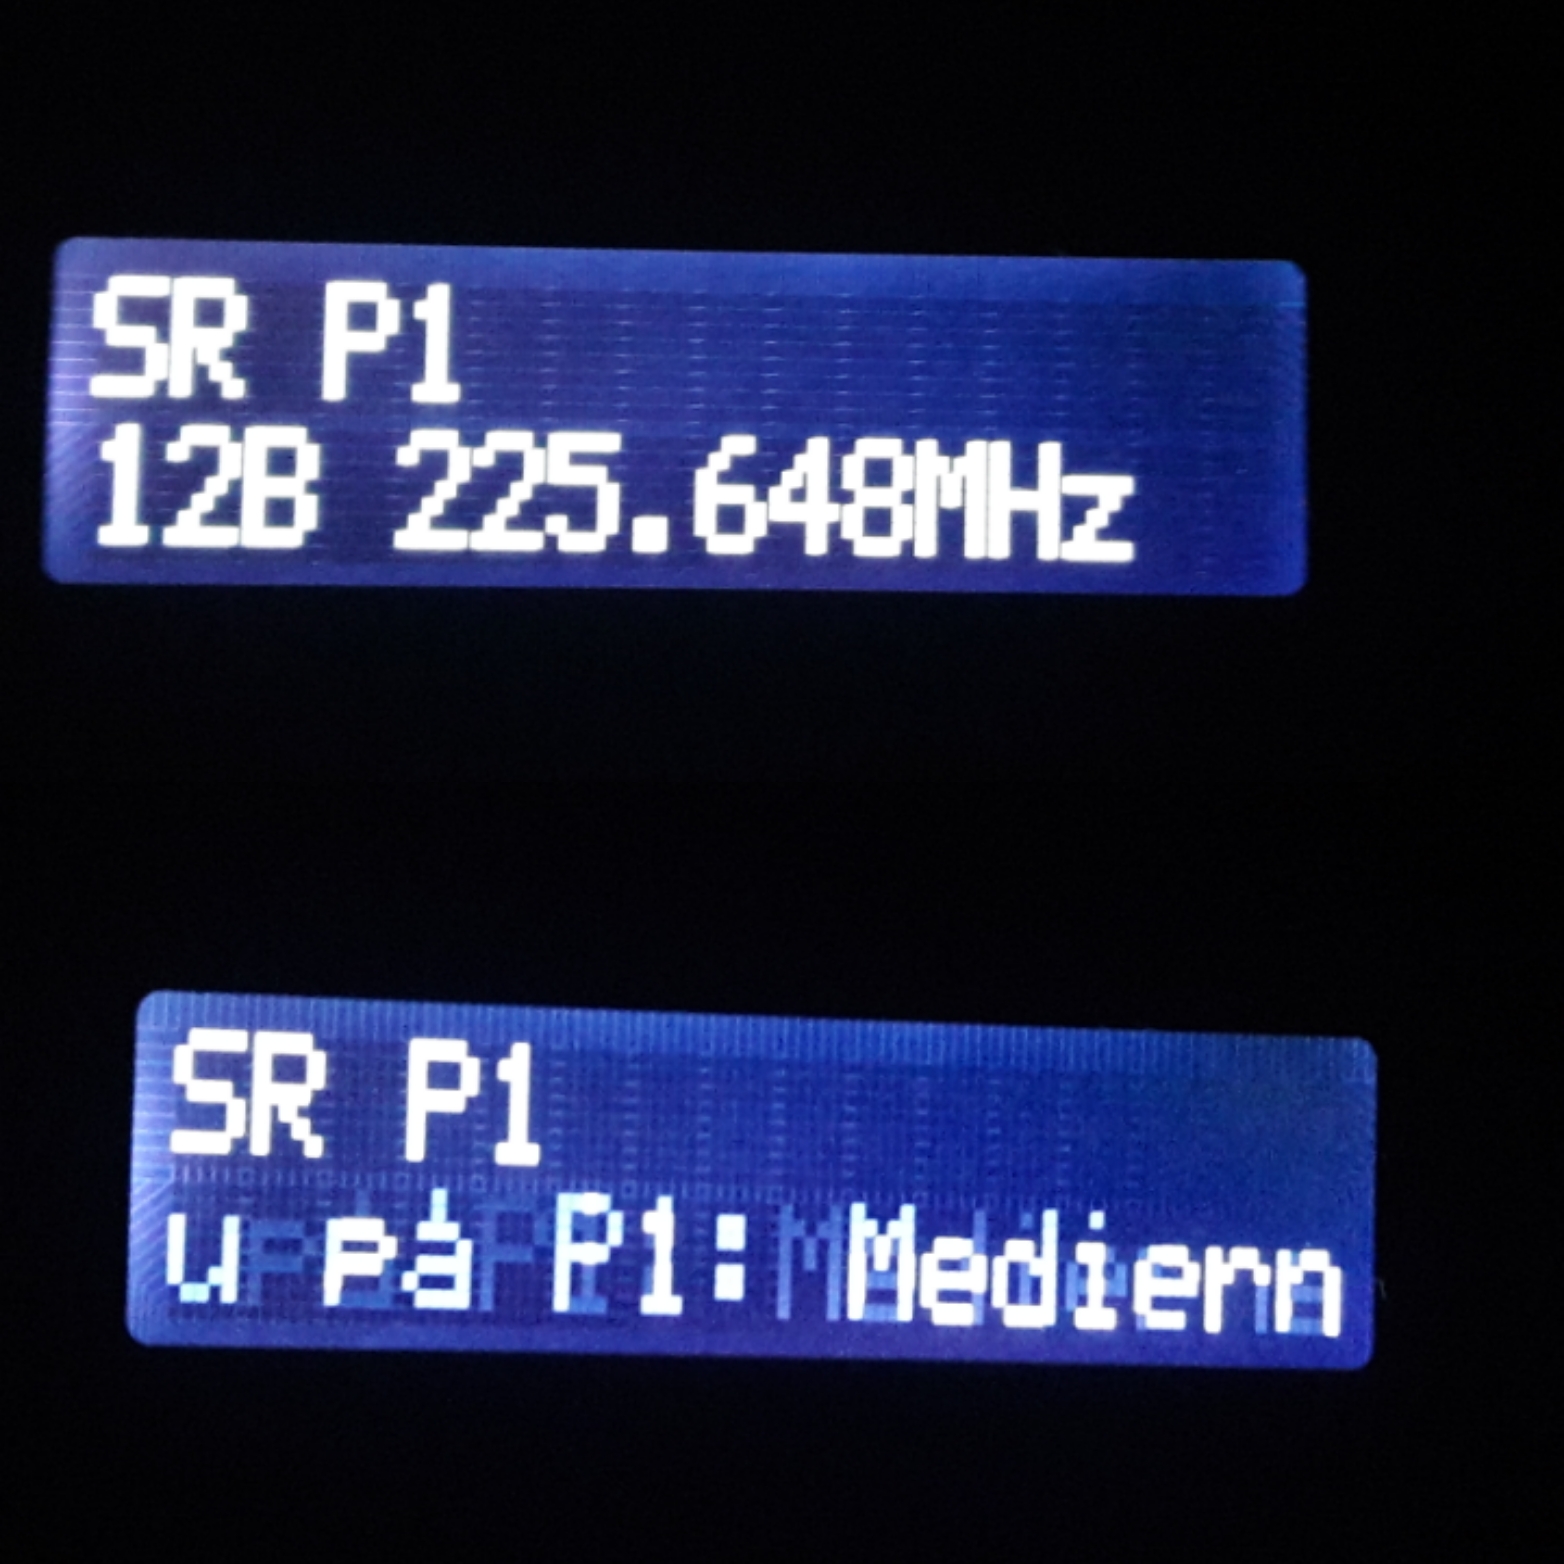 SR P1
12B 225.648MHz
SR P1
u på P1: Mediern